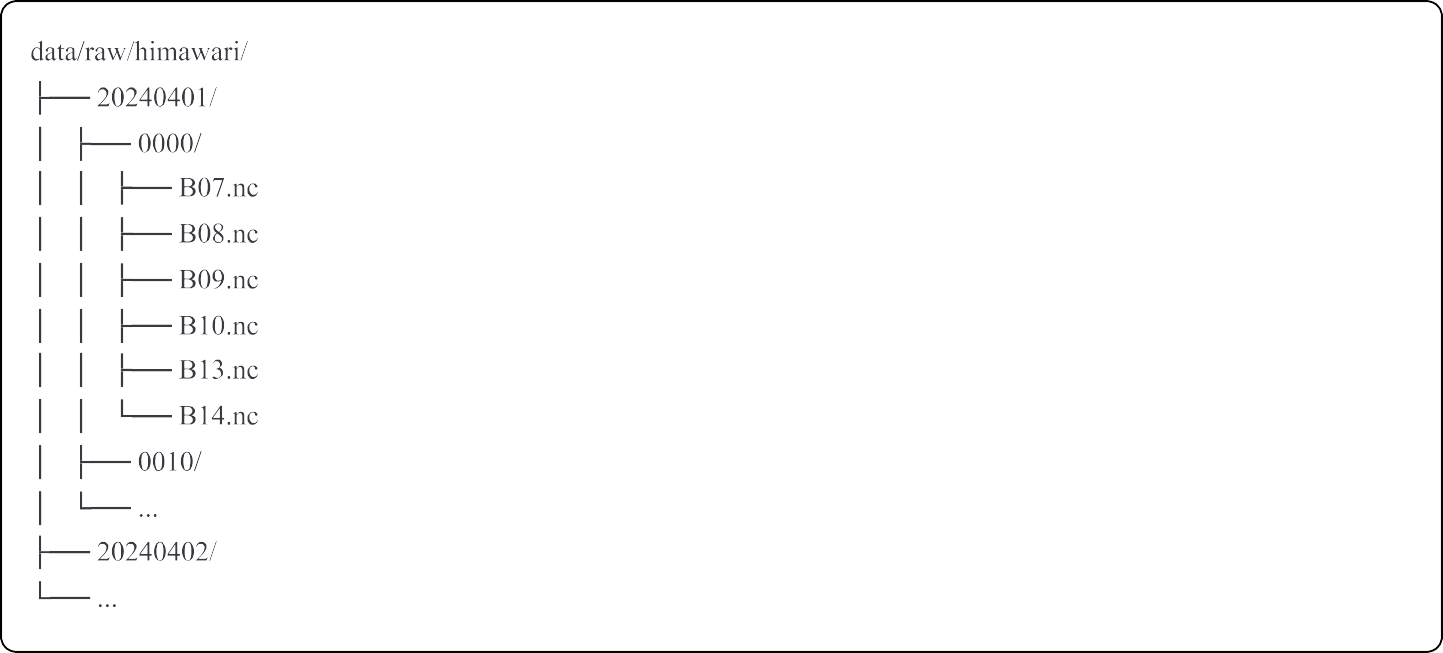 data/raw/himawari/
├── 20240401/
│   ├── 0000/
│   │   ├── B07.nc
│   │   ├── B08.nc
│   │   ├── B09.nc
│   │   ├── B10.nc
│   │   ├── B13.nc
│   │   └── B14.nc
│   ├── 0010/
│   └── ...
├── 20240402/
└── ...